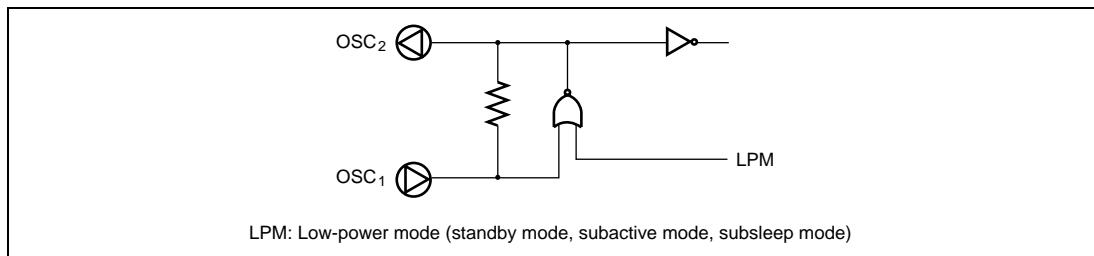 OSC2
OSC1
LPM
LPM: Low-power mode (standby mode, subactive mode, subsleep mode)